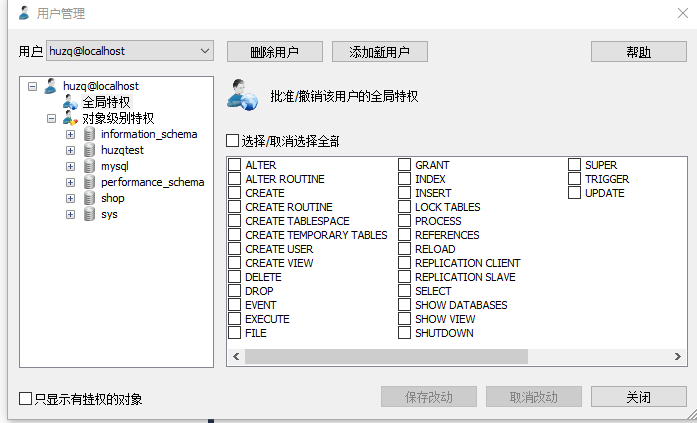 用户管理
用户 huzq@localhost 删除用户 添加新用户 帮助
huzq@localhost
全局特权
对象级别特权
information_schema
huzqtest
mysql
performance_schema
shop
sys
批准/撤销该用户的全局特权
选择/取消选择全部
ALTER
ALTER ROUTINE
CREATE
CREATE ROUTINE
CREATE TABLESPACE
CREATE TEMPORARY TABLES
CREATE USER
CREATE VIEW
DELETE
DROP
EVENT
EXECUTE
FILE
GRANT
INDEX
INSERT
LOCK TABLES
PROCESS
REFERENCES
RELOAD
REPLICATION CLIENT
REPLICATION SLAVE
SELECT
SHOW DATABASES
SHOW VIEW
SHUTDOWN
SUPER
TRIGGER
UPDATE
只显示有挂权的对象
保存改动 取消改动 关闭